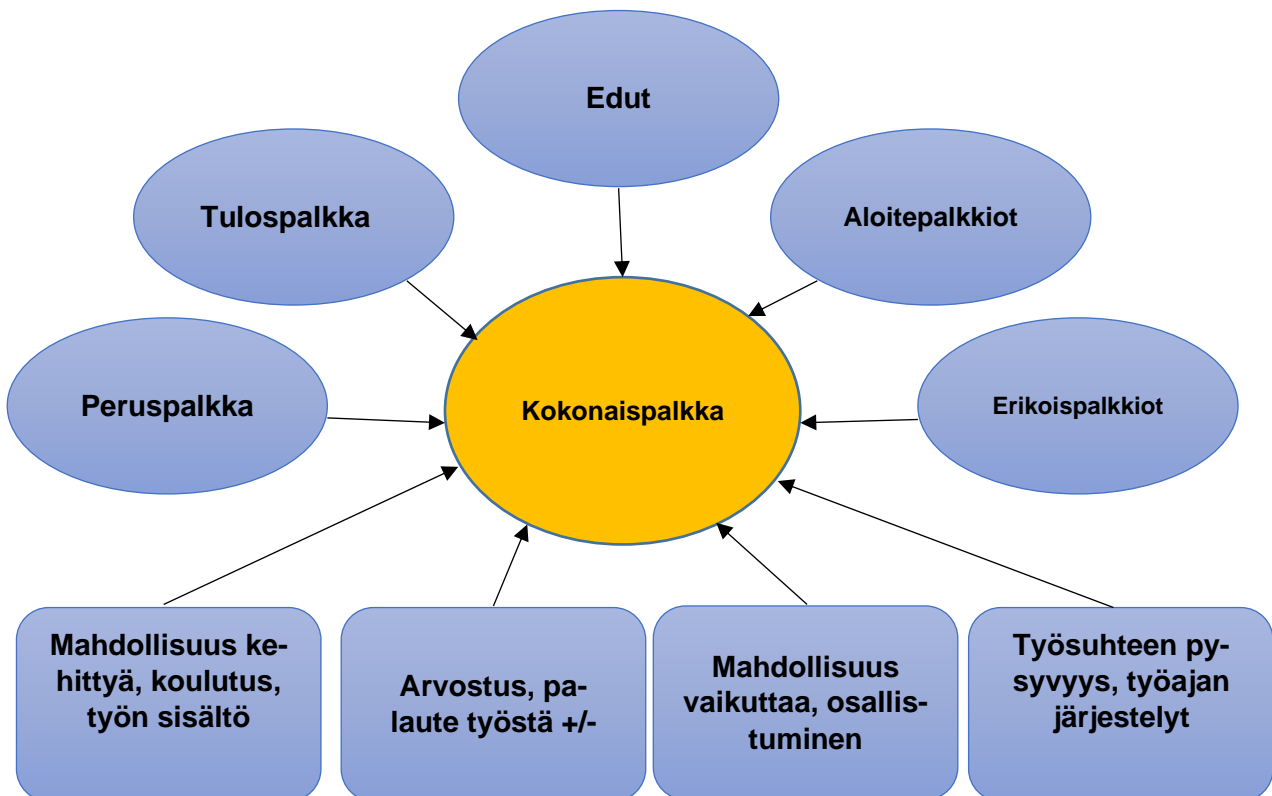 Edut
Tulospalkka
Aloitepalkkiot
Peruspalkka
Kokonaispalkka
Erikoispalkkiot
Mahdollisuus ke-
hittyä, koulutus,
työn sisältö
Arvostus, pa-
laute työstä +/-
Mahdollisuus
vaikuttaa, osallis-
tuminen
Työsuhteen py-
syvyys, työajan
järjestelyt